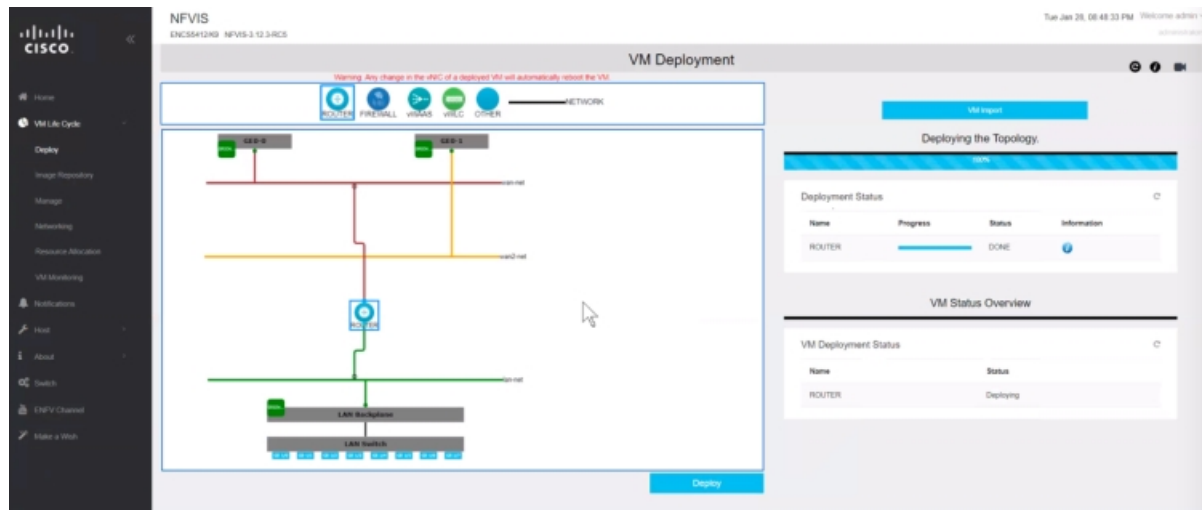 CISCO
NFVIS
ENCS5412/K9 NFVIS-3.12.3-RC5
Tue Jan 28, 08:48:33 PM Welcome admin
VM Deployment
Home
VM Life Cycle
Deploy
Image Repository
Manage
Networking
Resource Allocation
VM Monitoring
Notifications
Host
About
Switch
ENFV Channel
Make a Wish
Warning: Any change in the vNIC of a deployed VM will automatically reboot the VM
ROUTER FIREWALL vWAAS vWLC OTHER NETWORK
GE0-0 GE0-1
wan-net
wan2-net
ROUTER
lan-net
LAN Backplane
LAN Switch
Deploy
VM Import
Deploying the Topology.
100%
Deployment Status
Name Progress Status Information
ROUTER DONE
VM Status Overview
VM Deployment Status
Name Status
ROUTER Deploying